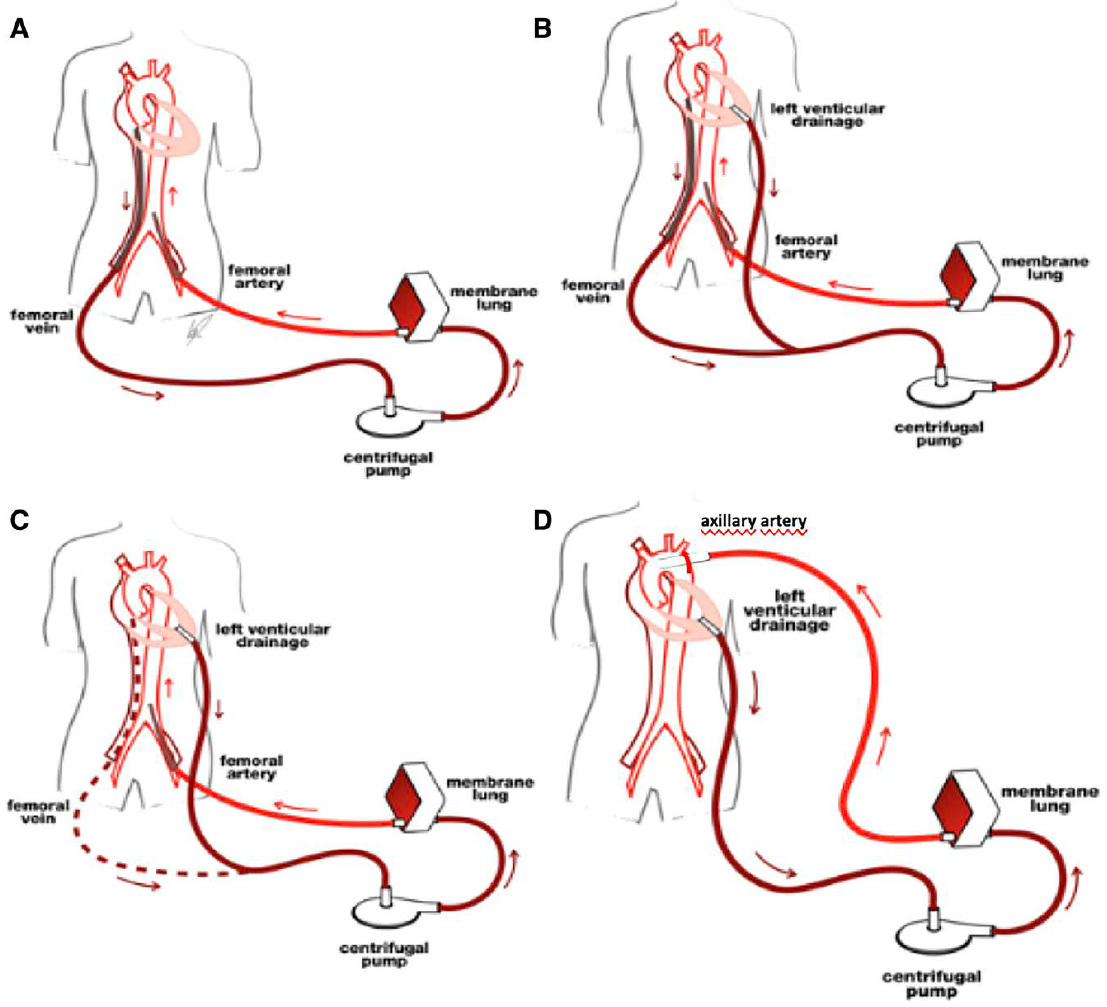 A
femoral
artery
femoral
vein
membrane
lung
centrifugal
pump
B
left venticular
drainage
femoral
artery
femoral
vein
membrane
lung
centrifugal
pump
C
left venticular
drainage
femoral
artery
femoral
vein
membrane
lung
centrifugal
pump
D
axillary artery
left
venticular
drainage
membrane
lung
centrifugal
pump